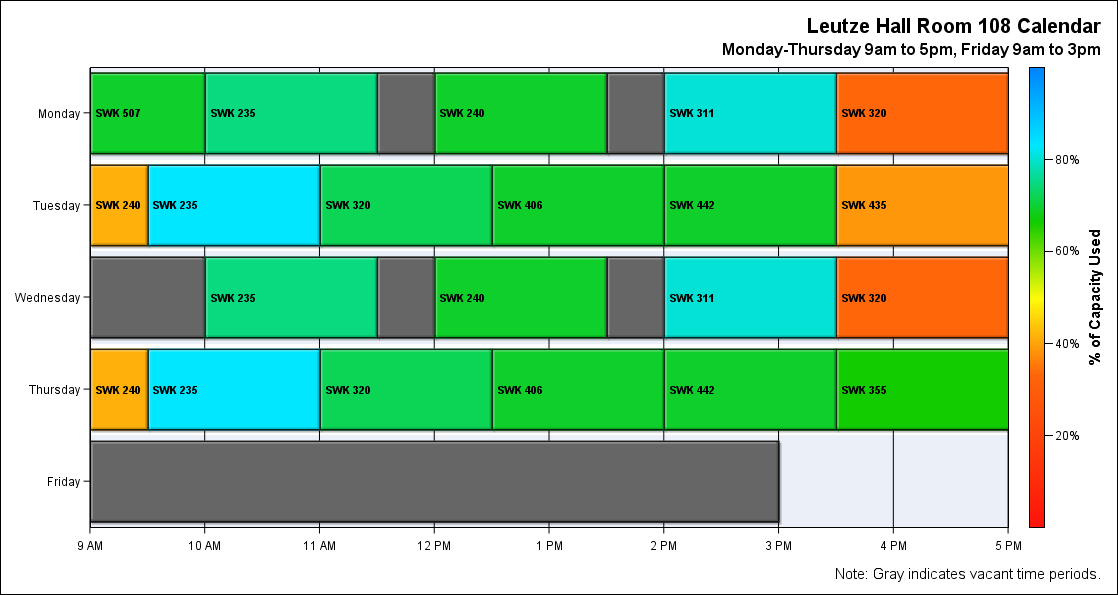 Leutze Hall Room 108 Calendar
Monday-Thursday 9am to 5pm, Friday 9am to 3pm
Monday
SWK 507
SWK 235
SWK 240
SWK 311
SWK 320
Tuesday
SWK 240
SWK 235
SWK 320
SWK 406
SWK 442
SWK 435
Wednesday
SWK 235
SWK 240
SWK 311
SWK 320
Thursday
SWK 240
SWK 235
SWK 320
SWK 406
SWK 442
SWK 355
Friday
9 AM
10 AM
11 AM
12 PM
1 PM
2 PM
3 PM
4 PM
5 PM
80%
60%
40%
20%
% of Capacity Used
Note: Gray indicates vacant time periods.